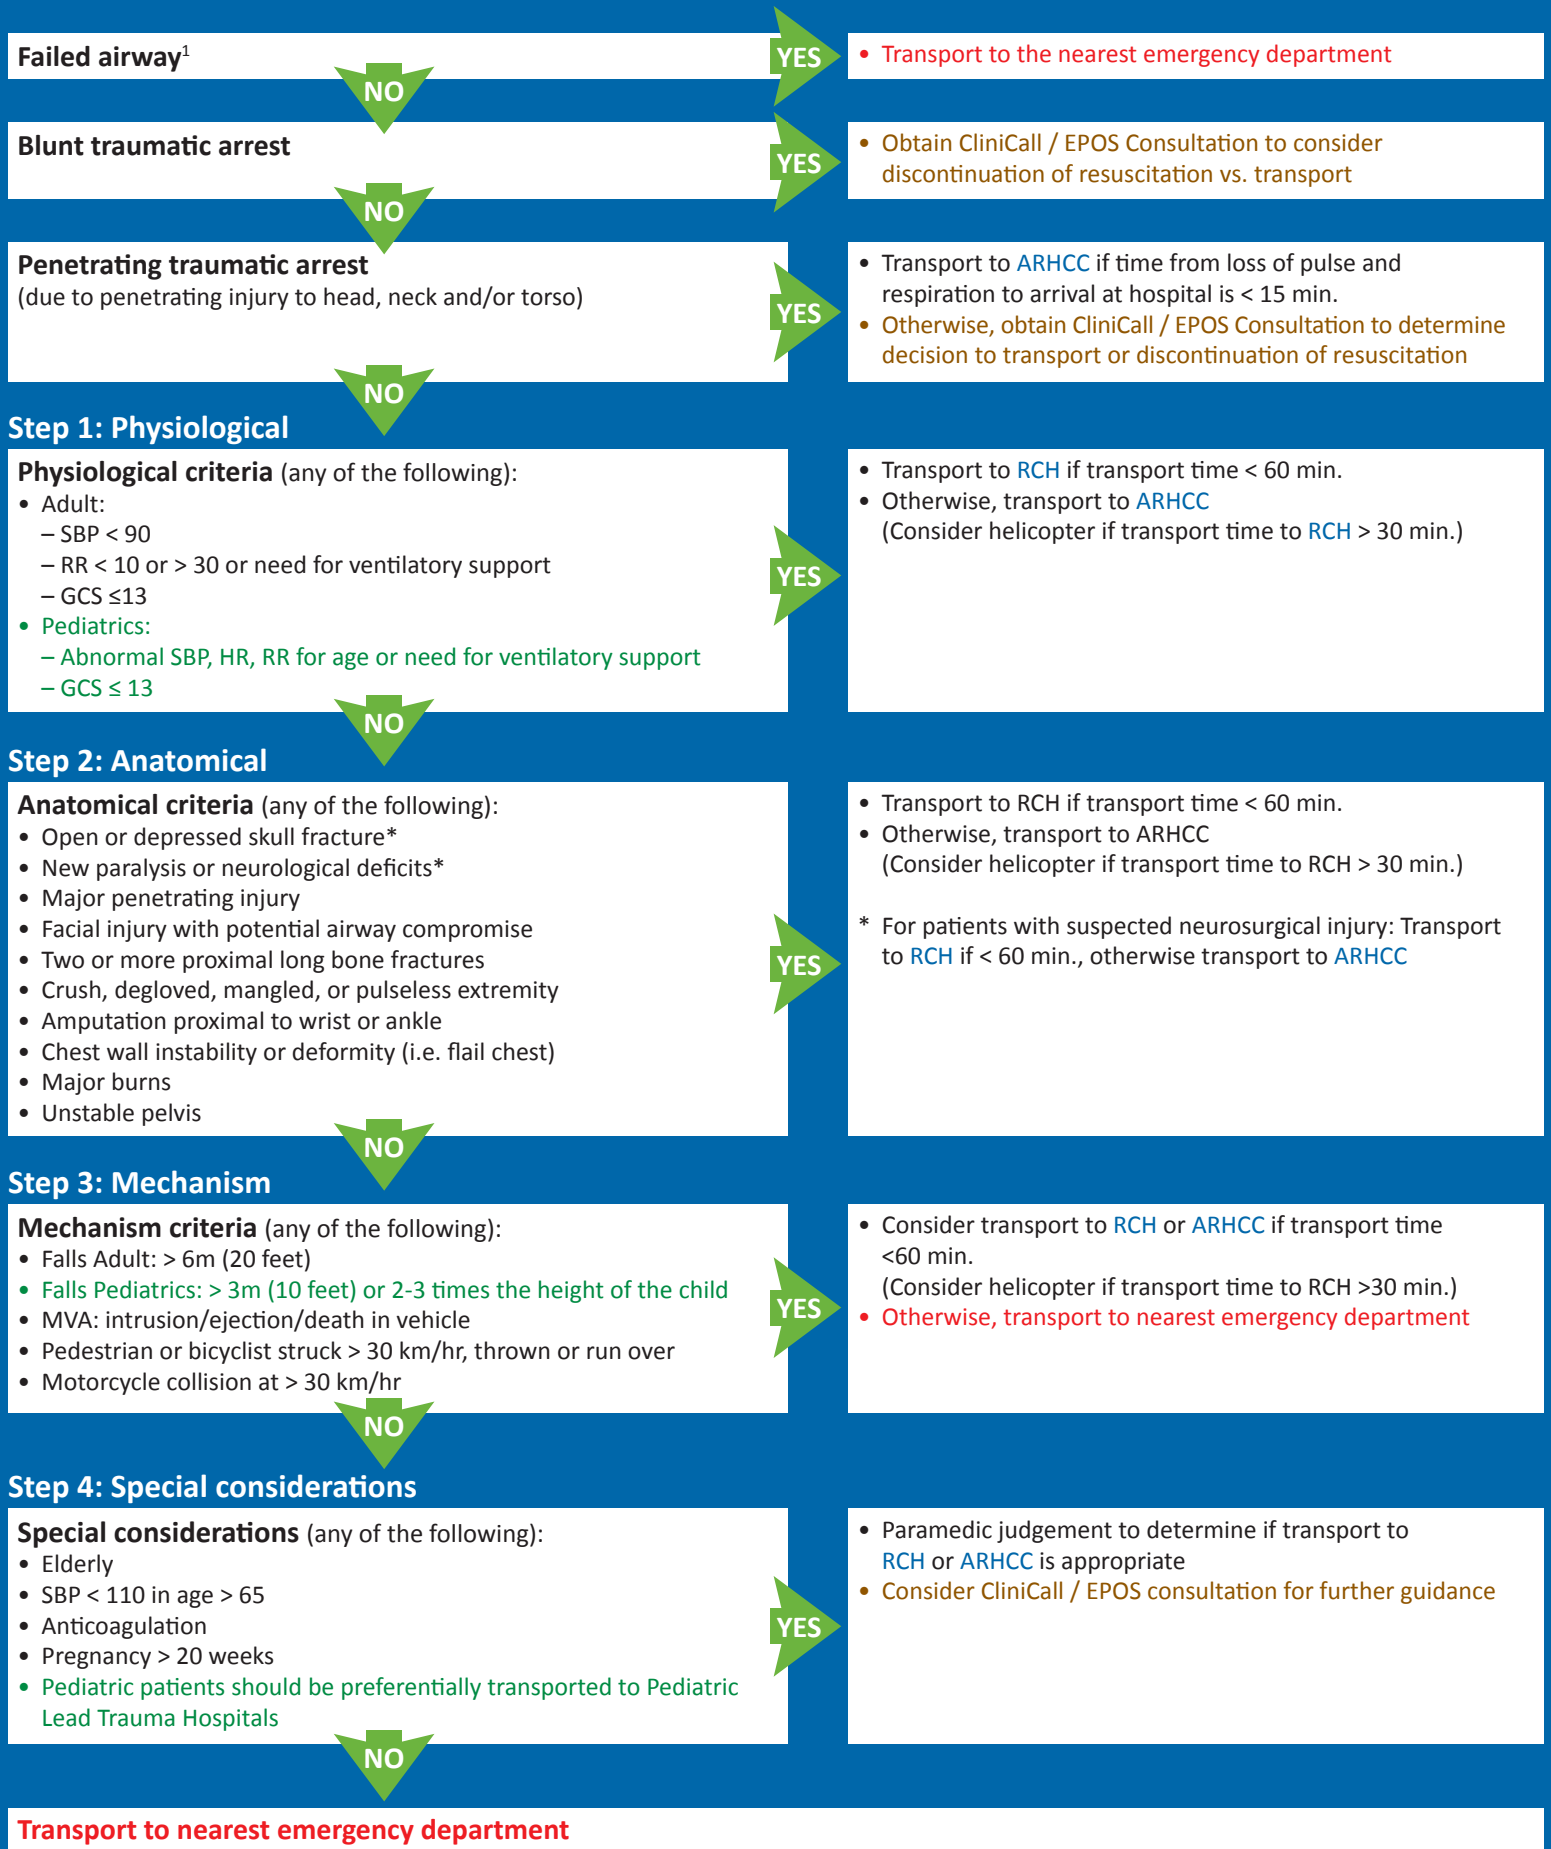 Failed airway1
YES
• Transport to the nearest emergency department
NO
Blunt traumatic arrest
YES
• Obtain CliniCall / EPOS Consultation to consider
discontinuation of resuscitation vs. transport
NO
Penetrating traumatic arrest
(due to penetrating injury to head, neck and/or torso)
YES
• Transport to ARHCC if time from loss of pulse and
respiration to arrival at hospital is < 15 min.
• Otherwise, obtain CliniCall / EPOS Consultation to determine
decision to transport or discontinuation of resuscitation
NO
Step 1: Physiological
Physiological criteria (any of the following):
• Adult:
– SBP < 90
– RR < 10 or > 30 or need for ventilatory support
– GCS ≤13
• Pediatrics:
– Abnormal SBP, HR, RR for age or need for ventilatory support
– GCS ≤ 13
YES
• Transport to RCH if transport time < 60 min.
• Otherwise, transport to ARHCC
(Consider helicopter if transport time to RCH > 30 min.)
NO
Step 2: Anatomical
Anatomical criteria (any of the following):
• Open or depressed skull fracture*
• New paralysis or neurological deficits*
• Major penetrating injury
• Facial injury with potential airway compromise
• Two or more proximal long bone fractures
• Crush, degloved, mangled, or pulseless extremity
• Amputation proximal to wrist or ankle
• Chest wall instability or deformity (i.e. flail chest)
• Major burns
• Unstable pelvis
YES
• Transport to RCH if transport time < 60 min.
• Otherwise, transport to ARHCC
(Consider helicopter if transport time to RCH > 30 min.)
* For patients with suspected neurosurgical injury: Transport
to RCH if < 60 min., otherwise transport to ARHCC
NO
Step 3: Mechanism
Mechanism criteria (any of the following):
• Falls Adult: > 6m (20 feet)
• Falls Pediatrics: > 3m (10 feet) or 2-3 times the height of the child
• MVA: intrusion/ejection/death in vehicle
• Pedestrian or bicyclist struck > 30 km/hr, thrown or run over
• Motorcycle collision at > 30 km/hr
YES
• Consider transport to RCH or ARHCC if transport time
<60 min.
(Consider helicopter if transport time to RCH >30 min.)
• Otherwise, transport to nearest emergency department
NO
Step 4: Special considerations
Special considerations (any of the following):
• Elderly
• SBP < 110 in age > 65
• Anticoagulation
• Pregnancy > 20 weeks
• Pediatric patients should be preferentially transported to Pediatric
Lead Trauma Hospitals
YES
• Paramedic judgement to determine if transport to
RCH or ARHCC is appropriate
• Consider CliniCall / EPOS consultation for further guidance
NO
Transport to nearest emergency department